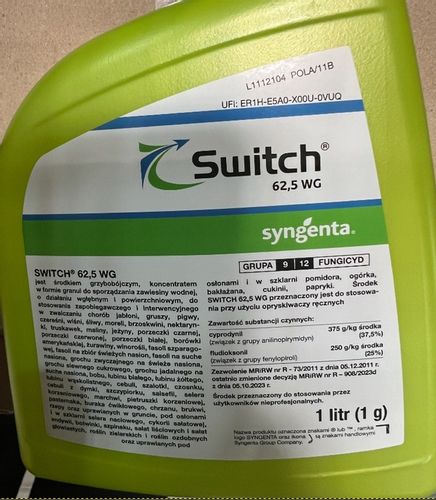 L1112104 POLA/11B
UFI: ER1H-E5A0-X00U-0VUQ
Switch®
62,5 WG
syngenta®
GRUPA 9 12 FUNGICYD
SWITCH® 62,5 WG
jest środkiem grzybobójczym, koncentratem
w formie granul do sporządzania zawiesiny wodnej,
o działaniu wgłębnym i powierzchniowym, do
stosowania zapobiegawczego i interwencyjnego
w zwalczaniu chorób jabłoni, gruszy, pigwy,
czereśni, wiśni, śliwy, moreli, brzoskwini, nektaryn-
ki, truskawek, maliny, jeżyny, porzeczki czarnej,
porzeczki czerwonej, porzeczki białej, borówki
amerykańskiej, żurawiny, winorośli, fasoli szparago-
wej, fasoli na zbiór świeżych nasion, fasoli na suche
nasiona, grochu zwyczajnego na świeże nasiona,
grochu siewnego cukrowego, grochu jadalnego na
suche nasiona, bobu, łubinu białego, łubinu żółtego,
łubinu wąskolistnego, cebuli, szalotki, czosnku,
cebuli z dymki, szczypiorku, salsefii, selera
korzeniowego, marchwi, pietruszki korzeniowej,
pasternaka, buraka ćwikłowego, chrzanu, brukwi,
rzepy oraz uprawianych w gruncie, pod osłonami
i w szklarni selera naciowego, cykorii sałatowej,
endywii, botwinki, szpinaku, sałat liściowych i sałat
głowiastych, roślin zielarskich i roślin ozdobnych
oraz uprawianych pod
osłonami i w szklarni pomidora, ogórka,
bakłażana, cukinii, papryki. Środek
SWITCH 62,5 WG przeznaczony jest do stosowa-
nia przy użyciu opryskiwaczy ręcznych.
Zawartość substancji czynnych:
cyprodynil 375 g/kg środka
(związek z grupy anilinopirymidyn) (37,5%)
fludioksonil 250 g/kg środka
(związek z grupy fenylopiroli) (25%)
Zezwolenie MRiRW nr R - 73/2011 z dnia 05.12.2011 r.
ostatnio zmienione decyzją MRiRW nr R – 908/2023d
z dnia 05.10.2023 r.
Środek przeznaczony do stosowania przez
użytkowników nieprofesjonalnych.
1 litr (1 g)
Nazwa produktu oznaczona znakiem ® lub ™, ramka
logo SYNGENTA oraz ikona są znakami handlowymi
Syngenta Group Company.